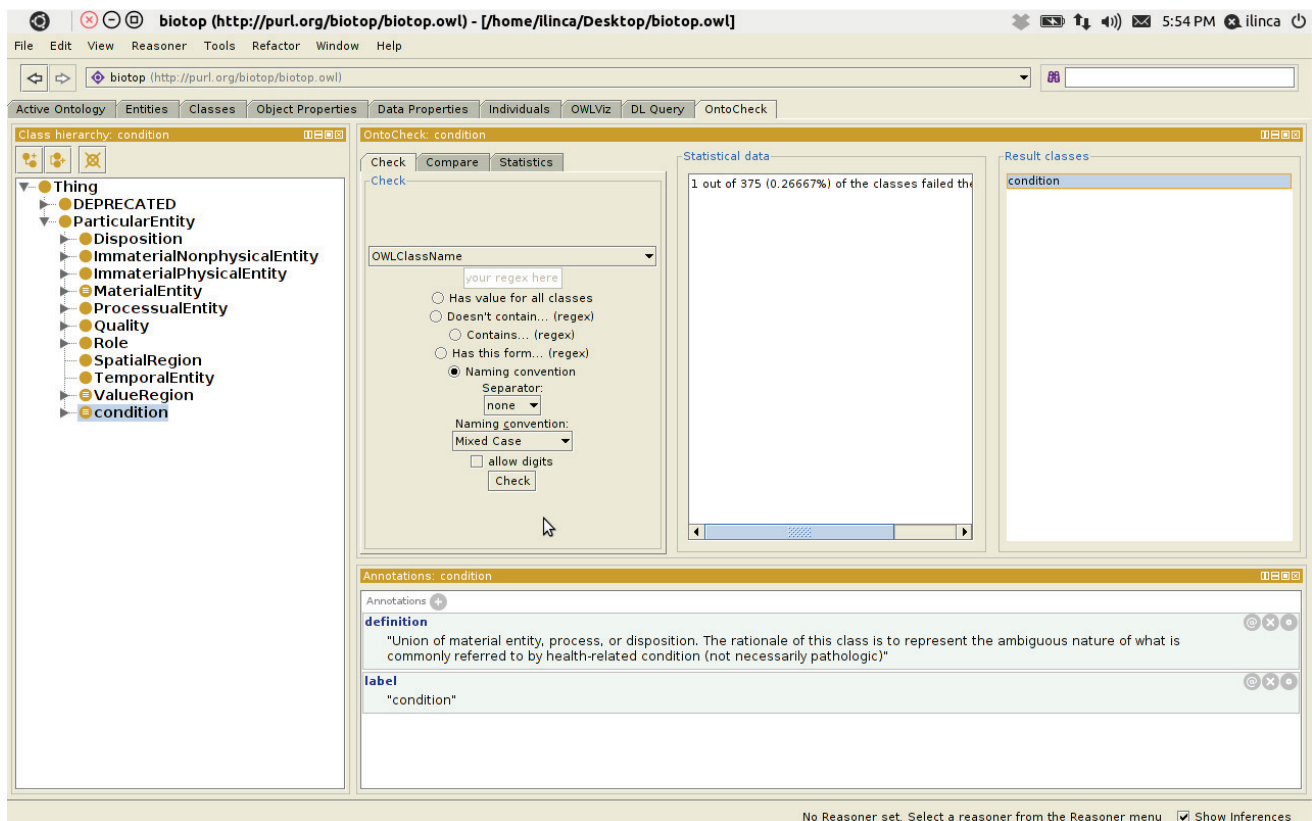 biotop (http://purl.org/biotop/biotop.owl) - [/home/ilinca/Desktop/biotop.owl]
5:54 PM
ilinca
File Edit View Reasoner Tools Refactor Window Help
biotop (http://purl.org/biotop/biotop.owl)
Active Ontology Entities Classes Object Properties Data Properties Individuals OWLViz DL Query OntoCheck
Class hierarchy: condition
Thing
DEPRECATED
ParticularEntity
Disposition
ImmaterialNonphysicalEntity
ImmaterialPhysicalEntity
MaterialEntity
ProcessualEntity
Quality
Role
SpatialRegion
TemporalEntity
ValueRegion
condition
OntoCheck: condition
Check Compare Statistics
Check
OWLClassName
your regex here
Has value for all classes
Doesn't contain... (regex)
Contains... (regex)
Has this form... (regex)
Naming convention
Separator:
none
Naming convention:
Mixed Case
allow digits
Check
Statistical data
1 out of 375 (0.26667%) of the classes failed the
Result classes
condition
Annotations: condition
Annotations
definition
"Union of material entity, process, or disposition. The rationale of this class is to represent the ambiguous nature of what is
commonly referred to by health-related condition (not necessarily pathologic)"
label
"condition"
No Reasoner set. Select a reasoner from the Reasoner menu
Show Inferences